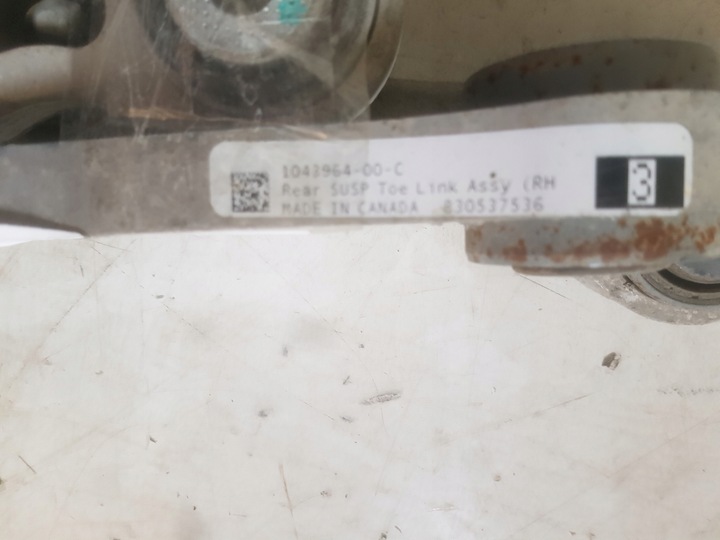 1043964-00-C
Rear SUSP Toe Link Assy (RH
MADE IN CANADA 830537536
3